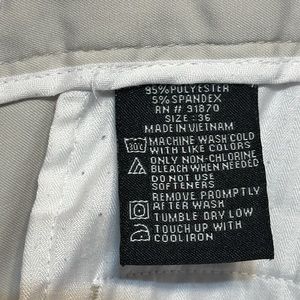 95% POLYESTER
5% SPANDEX
RN # 91870
SIZE : 36
MADE IN VIETNAM
MACHINE WASH COLD
WITH LIKE COLORS
ONLY NON-CHLORINE
BLEACH WHEN NEEDED
DO NOT USE
SOFTENERS
REMOVE PROMPTLY
AFTER WASH
TUMBLE DRY LOW
TOUCH UP WITH
COOL IRON